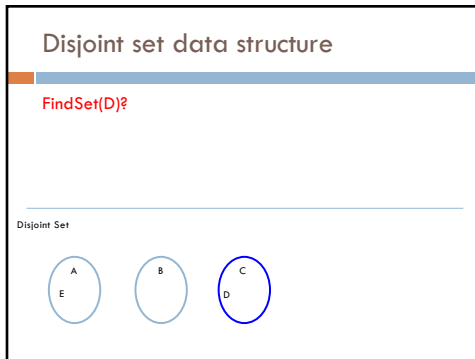 Disjoint set data structure
FindSet(D)?
Disjoint Set
A B C
E D